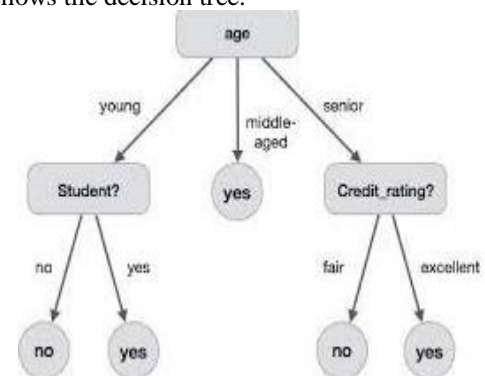 shows the decision tree.
age
young
middle-
aged
senior
Student?
yes
Credit_rating?
no
yes
fair
excellent
no
yes
no
yes